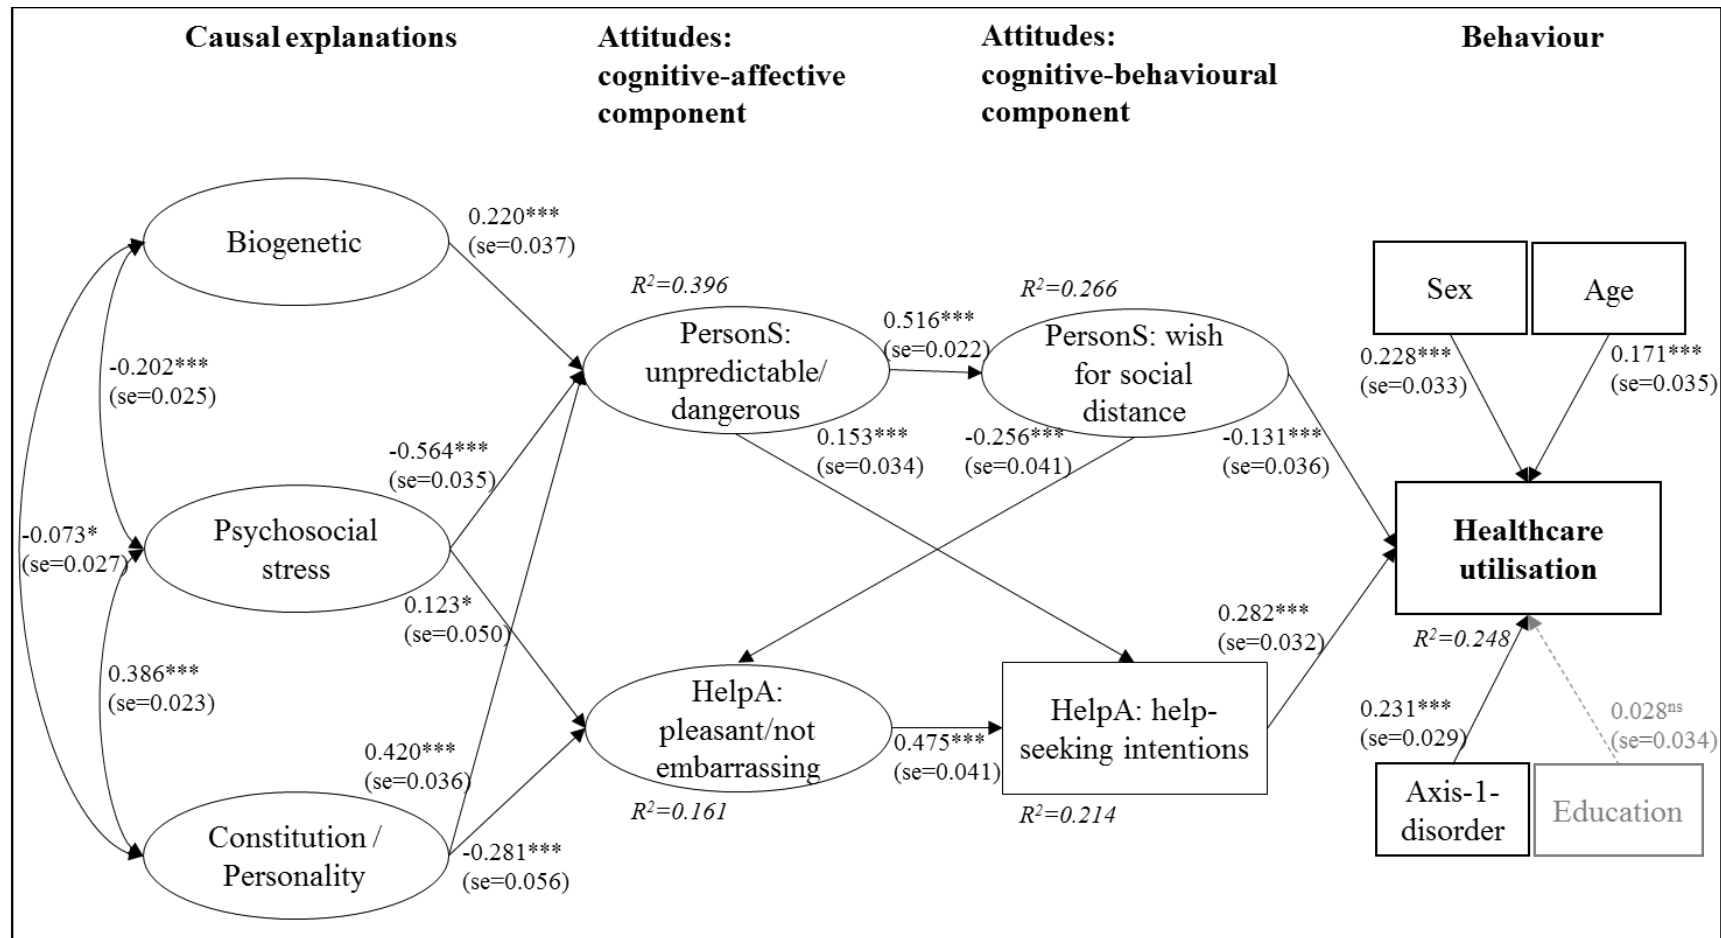 Causal explanations
Attitudes:
cognitive-affective
component
Attitudes:
cognitive-behavioural
component
Behaviour
Biogenetic
0.220***
(se=0.037)
R²=0.396
PersonS:
unpredictable/
dangerous
0.516***
(se=0.022)
R²=0.266
PersonS: wish
for social
distance
Sex
Age
0.228***
(se=0.033)
0.171***
(se=0.035)
-0.202***
(se=0.025)
-0.564***
(se=0.035)
0.153***
(se=0.034)
-0.256***
(se=0.041)
-0.131***
(se=0.036)
-0.073*
(se=0.027)
Psychosocial
stress
Healthcare
utilisation
0.123*
(se=0.050)
0.282***
(se=0.032)
R²=0.248
0.386***
(se=0.023)
HelpA:
pleasant/not
embarrassing
R²=0.161
0.475***
(se=0.041)
HelpA: help-
seeking intentions
R²=0.214
0.231***
(se=0.029)
0.028ⁿˢ
(se=0.034)
0.420***
(se=0.036)
Constitution /
Personality
-0.281***
(se=0.056)
Axis-1-
disorder
Education